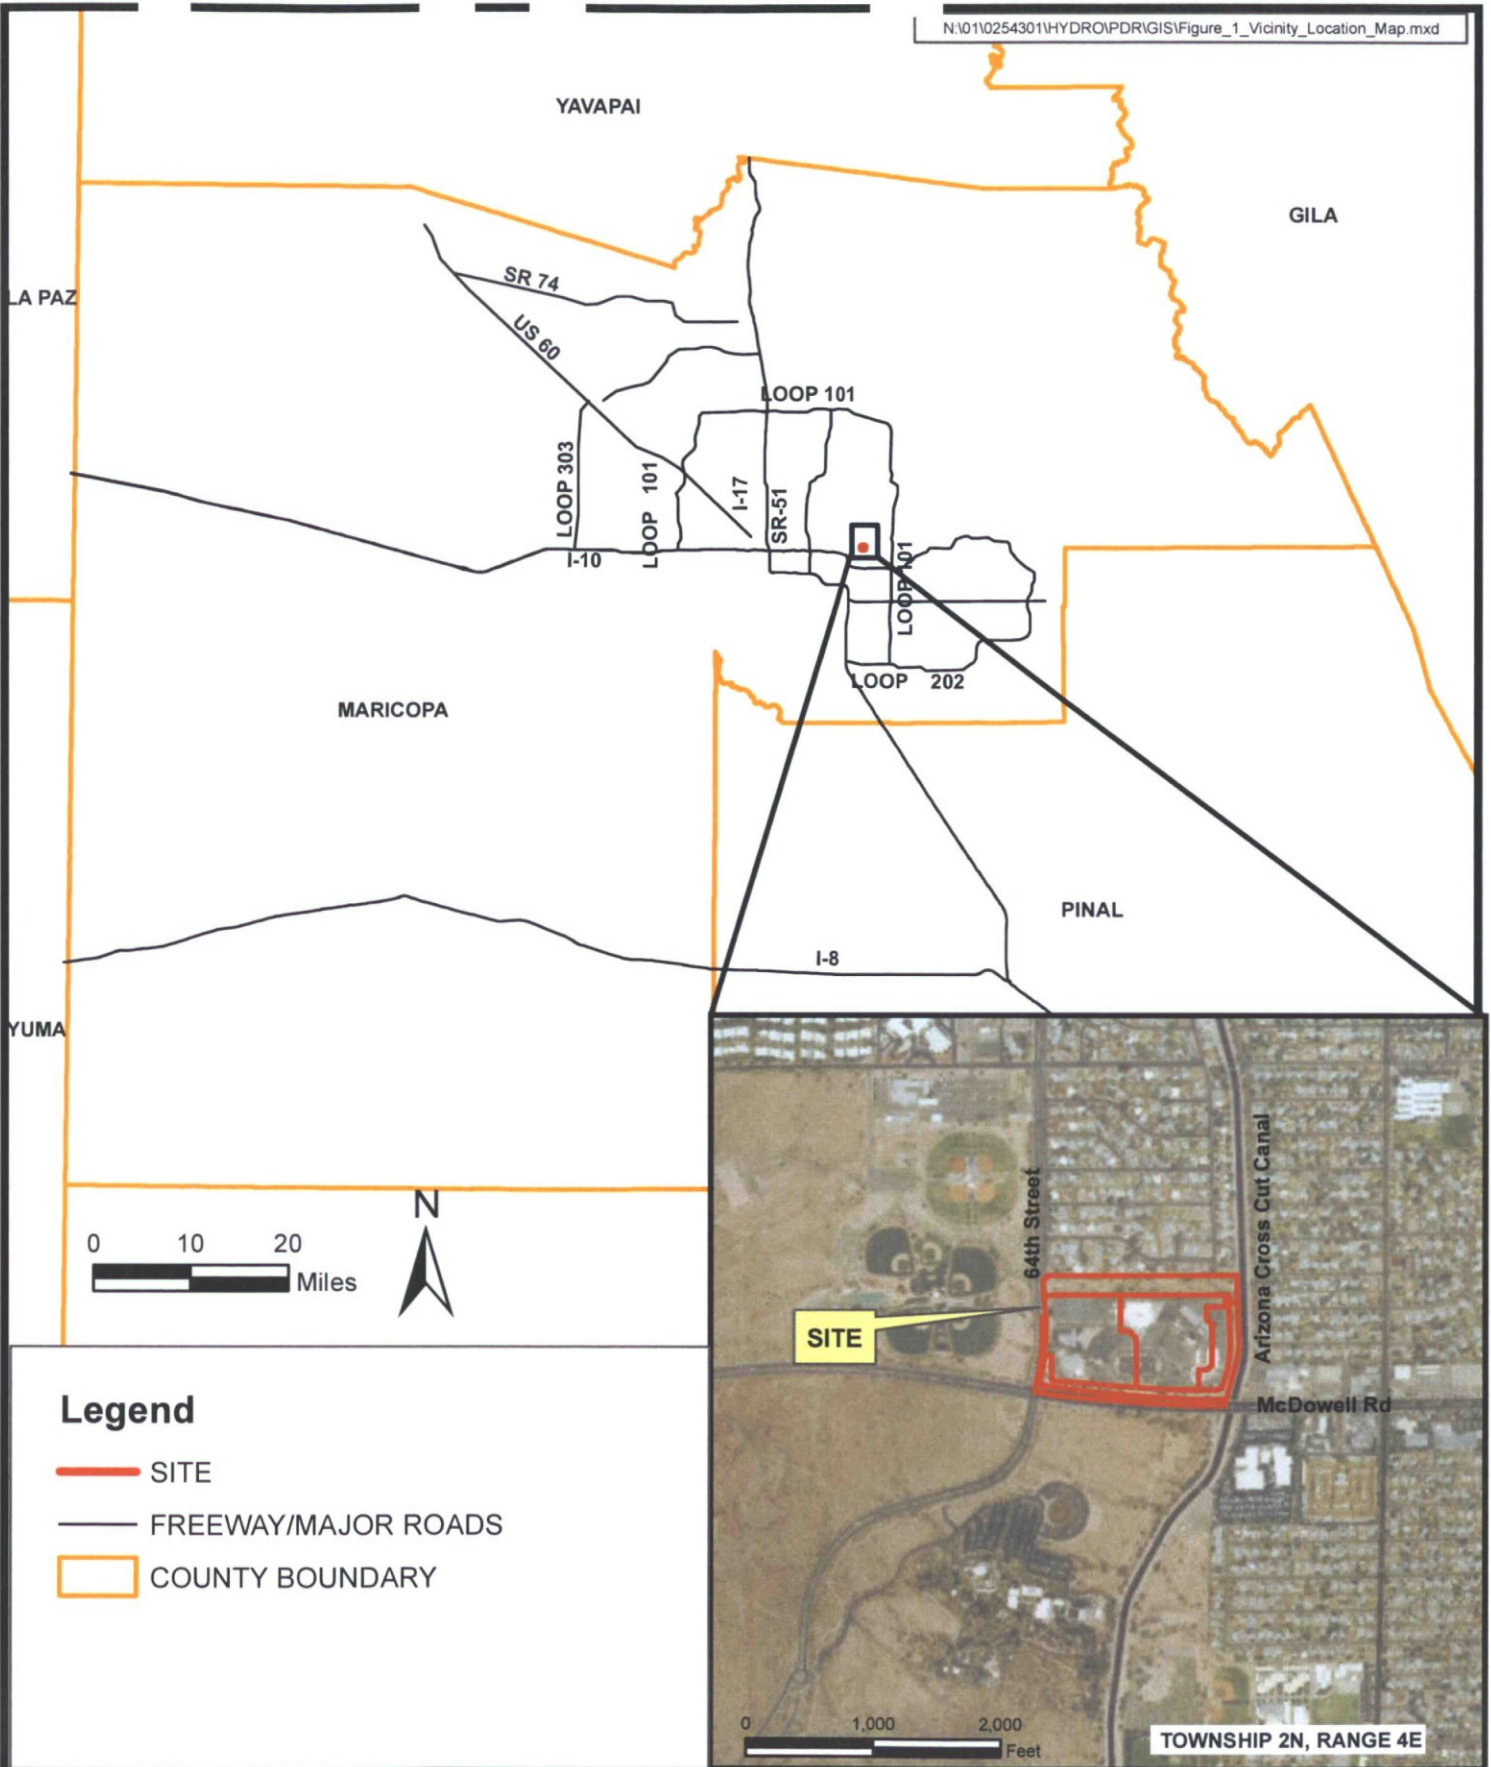 N:\01\0254301\HYDRO\PDR\GIS\Figure_1_Vicinity_Location_Map.mxd
YAVAPAI
GILA
LA PAZ
SR 74
US 60
LOOP 101
LOOP 303
LOOP 101
I-17
SR-51
I-10
LOOP 101
LOOP 202
MARICOPA
PINAL
I-8
YUMA
N
0 10 20
Miles
64th Street
Arizona Cross Cut Canal
SITE
McDowell Rd
Legend
SITE
FREEWAY/MAJOR ROADS
COUNTY BOUNDARY
0 1,000 2,000
Feet
TOWNSHIP 2N, RANGE 4E